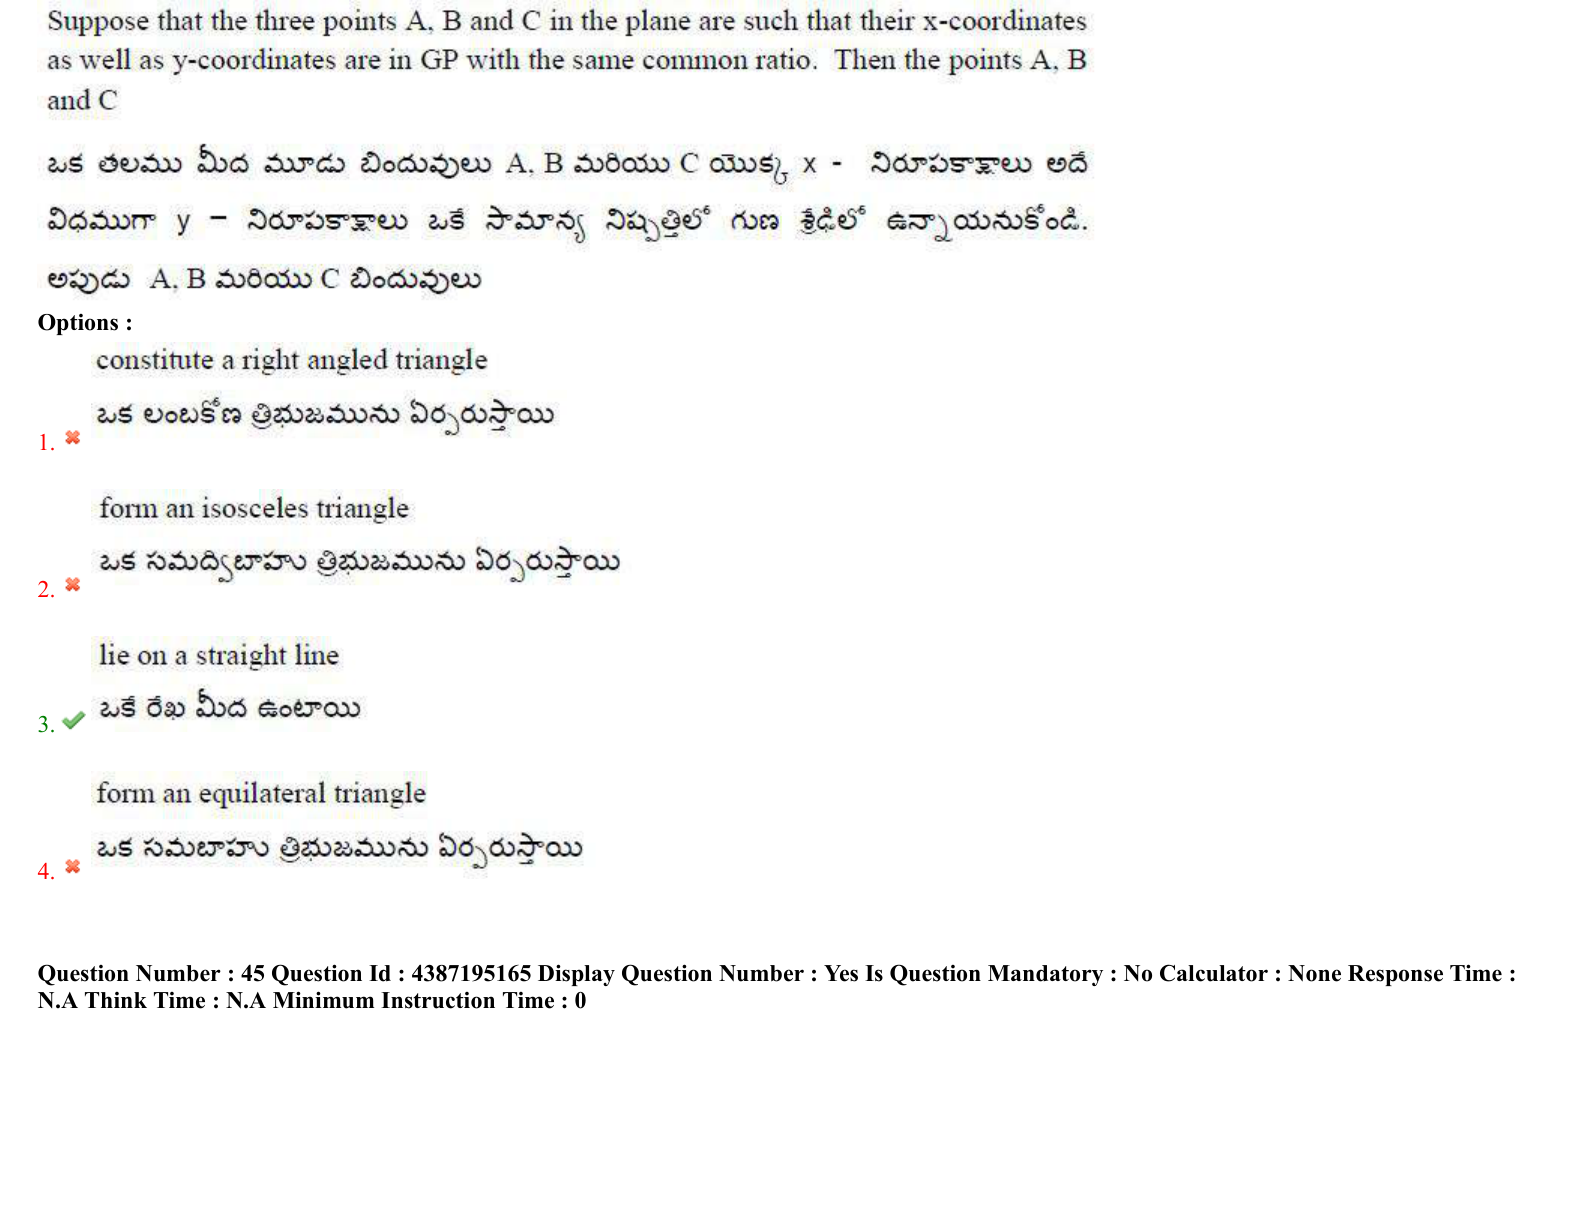 Suppose that the three points A, B and C in the plane are such that their x-coordinates
as well as y-coordinates are in GP with the same common ratio. Then the points A, B
and C
ఒక తలము మీద మూడు బిందువులు A, B మరియు C యొక్క x - నిరూపకాక్షాలు అదే
విధముగా y – నిరూపకాక్షాలు ఒకే సామాన్య నిష్పత్తిలో గుణ శ్రేఢిలో ఉన్నాయనుకోండి.
అపుడు A, B మరియు C బిందువులు
Options :
constitute a right angled triangle
ఒక లంబకోణ త్రిభుజమును ఏర్పరుస్తాయి
1.
form an isosceles triangle
ఒక సమద్విబాహు త్రిభుజమును ఏర్పరుస్తాయి
2.
lie on a straight line
ఒకే రేఖ మీద ఉంటాయి
3.
form an equilateral triangle
ఒక సమబాహు త్రిభుజమును ఏర్పరుస్తాయి
4.
Question Number : 45 Question Id : 4387195165 Display Question Number : Yes Is Question Mandatory : No Calculator : None Response Time :
N.A Think Time : N.A Minimum Instruction Time : 0